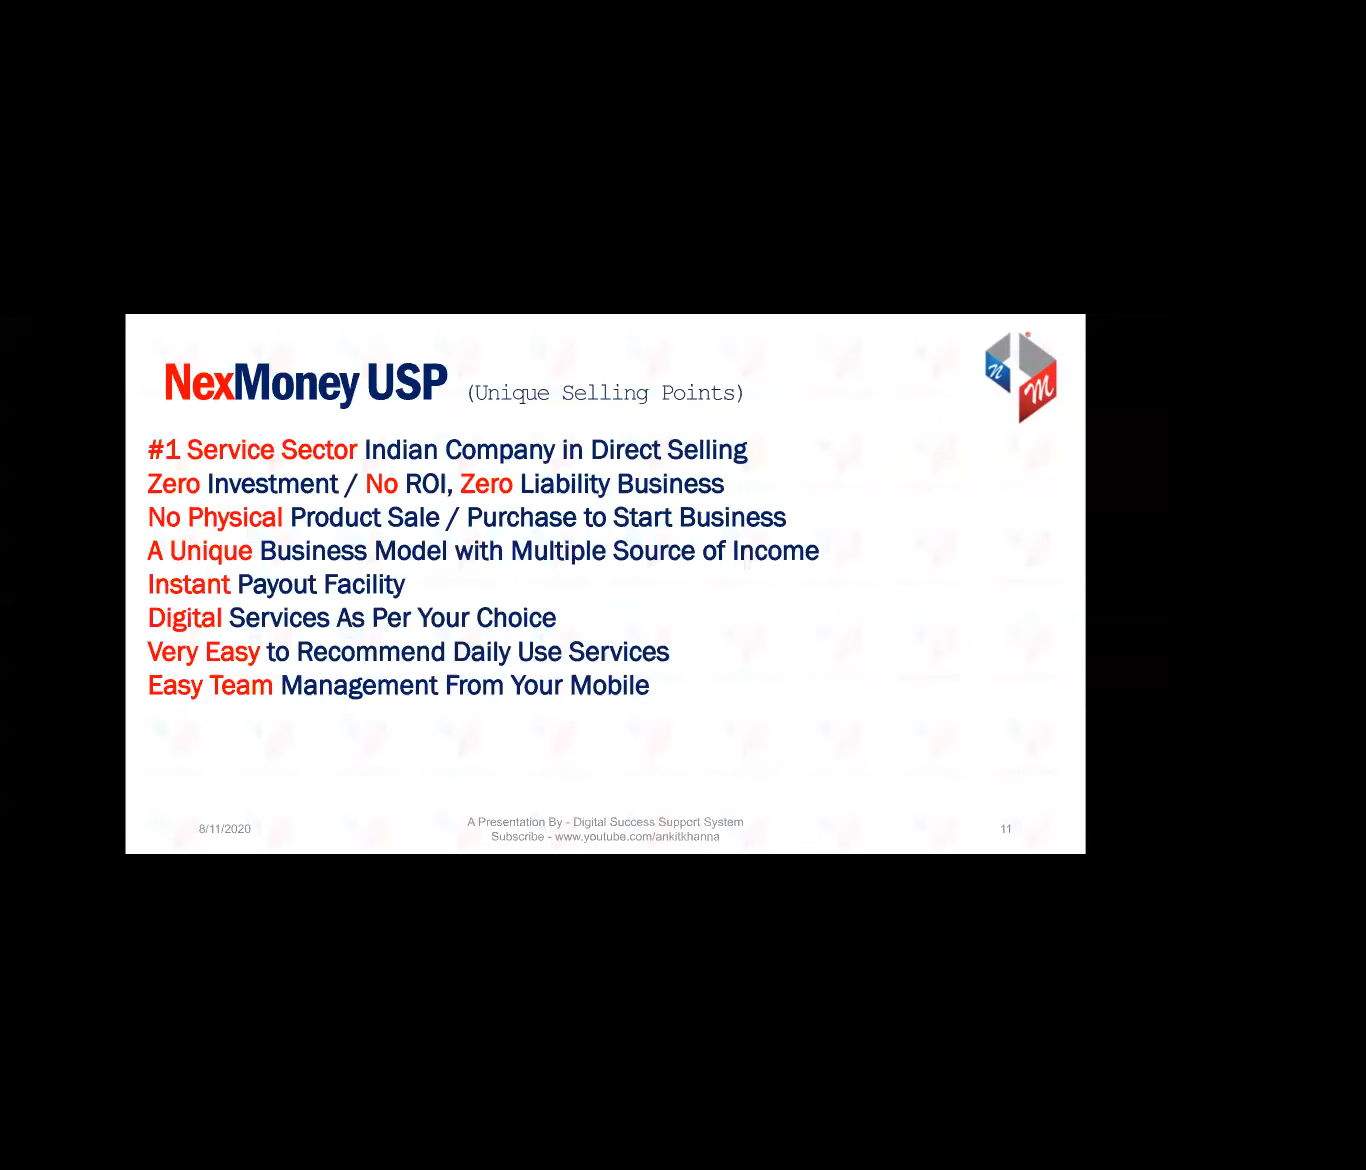 NexMoney USP (Unique Selling Points)
#1 Service Sector Indian Company in Direct Selling
Zero Investment / No ROI, Zero Liability Business
No Physical Product Sale / Purchase to Start Business
A Unique Business Model with Multiple Source of Income
Instant Payout Facility
Digital Services As Per Your Choice
Very Easy to Recommend Daily Use Services
Easy Team Management From Your Mobile
8/11/2020
A Presentation By - Digital Success Support System
Subscribe - www.youtube.com/ankitkhanna
11
n
m